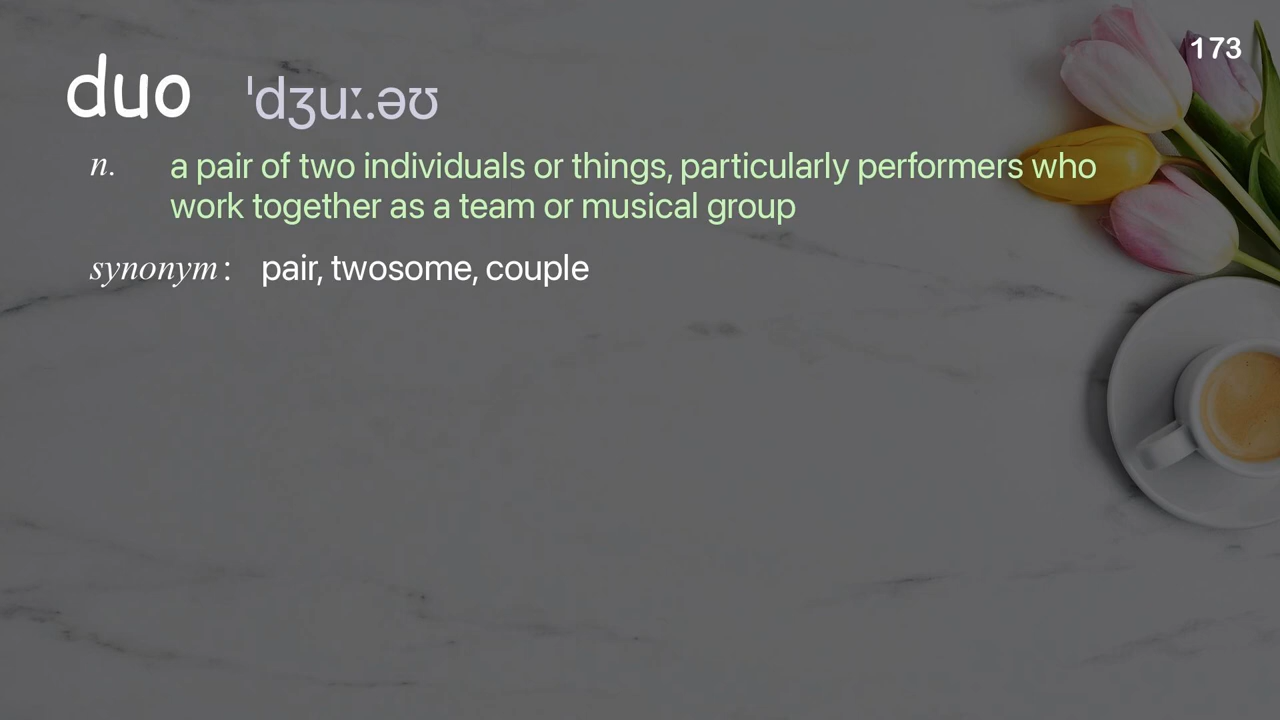 173
duo ˈdʒuː.əʊ
n. a pair of two individuals or things, particularly performers who
work together as a team or musical group
synonym: pair, twosome, couple